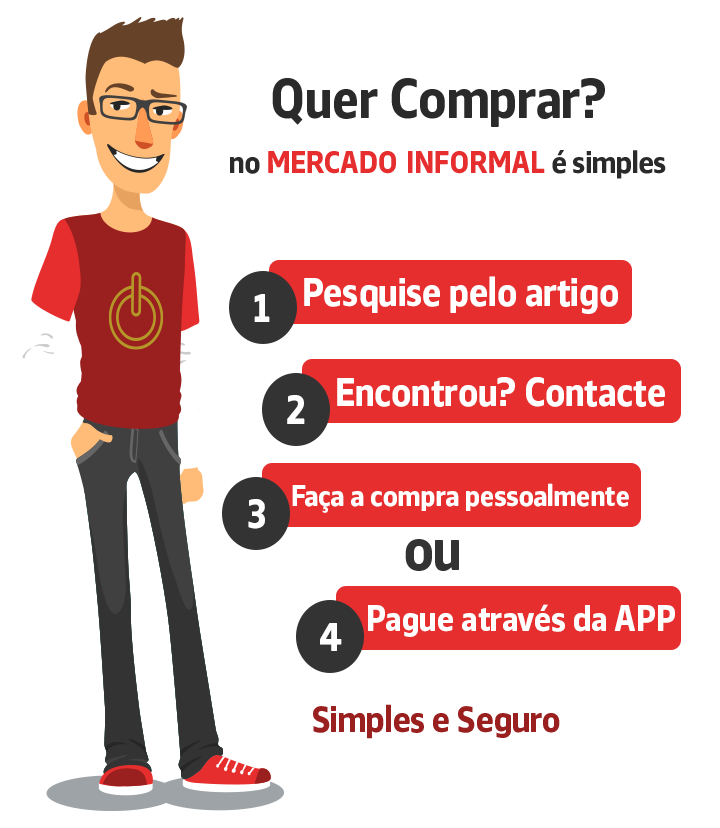 Quer Comprar?
no MERCADO INFORMAL é simples
1 Pesquise pelo artigo
2 Encontrou? Contacte
3 Faça a compra pessoalmente
ou
4 Pague através da APP
Simples e Seguro